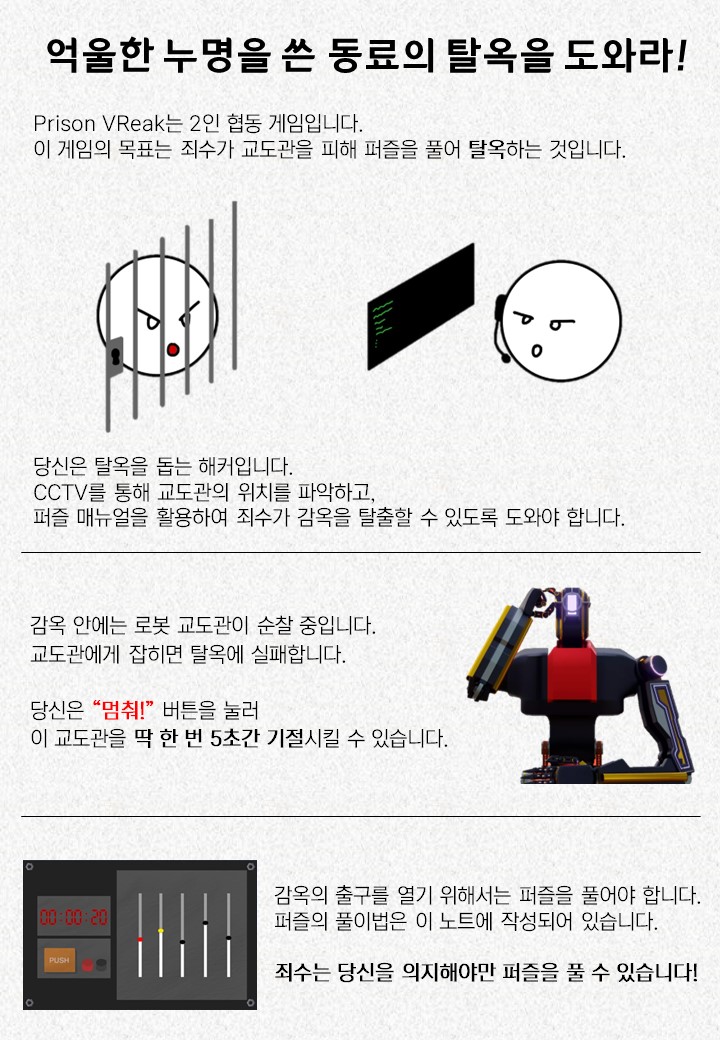 억울한 누명을 쓴 동료의 탈옥을 도와라!
Prison VReak는 2인 협동 게임입니다.
이 게임의 목표는 죄수가 교도관을 피해 퍼즐을 풀어 탈옥하는 것입니다.
당신은 탈옥을 돕는 해커입니다.
CCTV를 통해 교도관의 위치를 파악하고,
퍼즐 매뉴얼을 활용하여 죄수가 감옥을 탈출할 수 있도록 도와야 합니다.
감옥 안에는 로봇 교도관이 순찰 중입니다.
교도관에게 잡히면 탈옥에 실패합니다.
당신은 “멈춰!” 버튼을 눌러
이 교도관을 딱 한 번 5초간 기절시킬 수 있습니다.
00:00:20
PUSH
감옥의 출구를 열기 위해서는 퍼즐을 풀어야 합니다.
퍼즐의 풀이법은 이 노트에 작성되어 있습니다.
죄수는 당신을 의지해야만 퍼즐을 풀 수 있습니다!